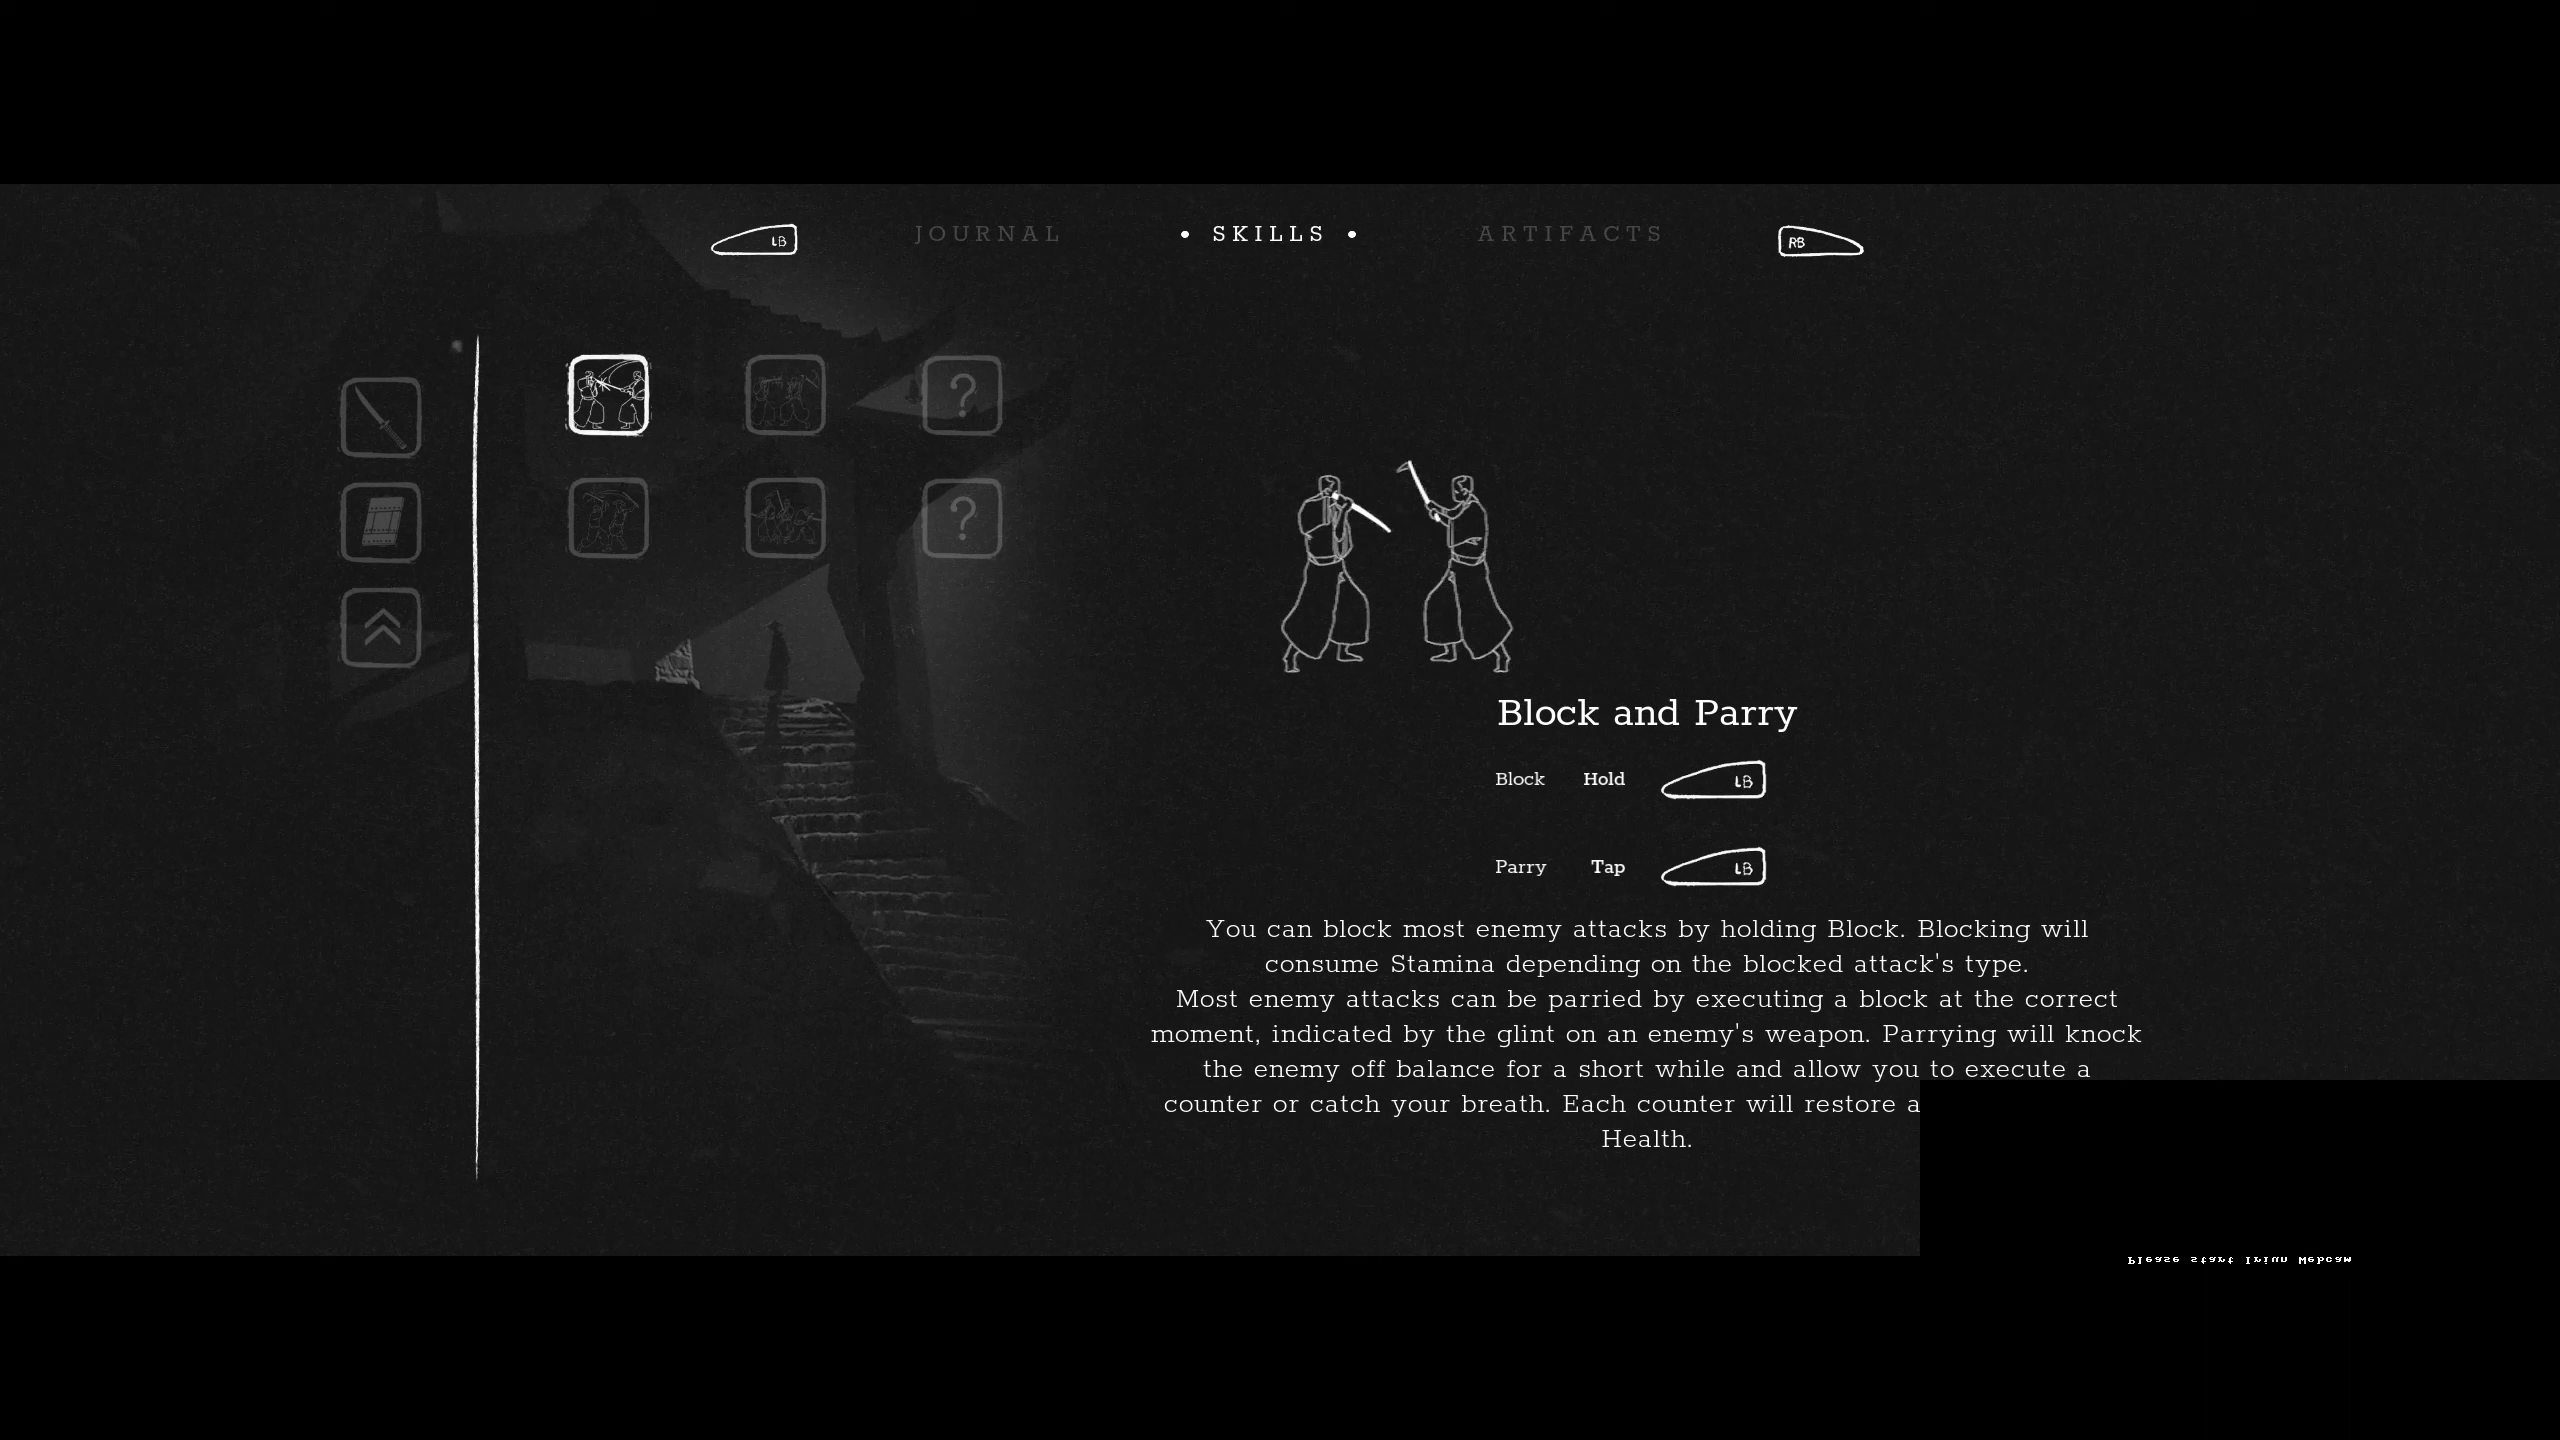 LB JOURNAL • SKILLS • ARTIFACTS RB
?
?
Block and Parry
Block Hold LB
Parry Tap LB
You can block most enemy attacks by holding Block. Blocking will
consume Stamina depending on the blocked attack's type.
Most enemy attacks can be parried by executing a block at the correct
moment, indicated by the glint on an enemy's weapon. Parrying will knock
the enemy off balance for a short while and allow you to execute a
counter or catch your breath. Each counter will restore a
Health.
Please start Iriun Webcam